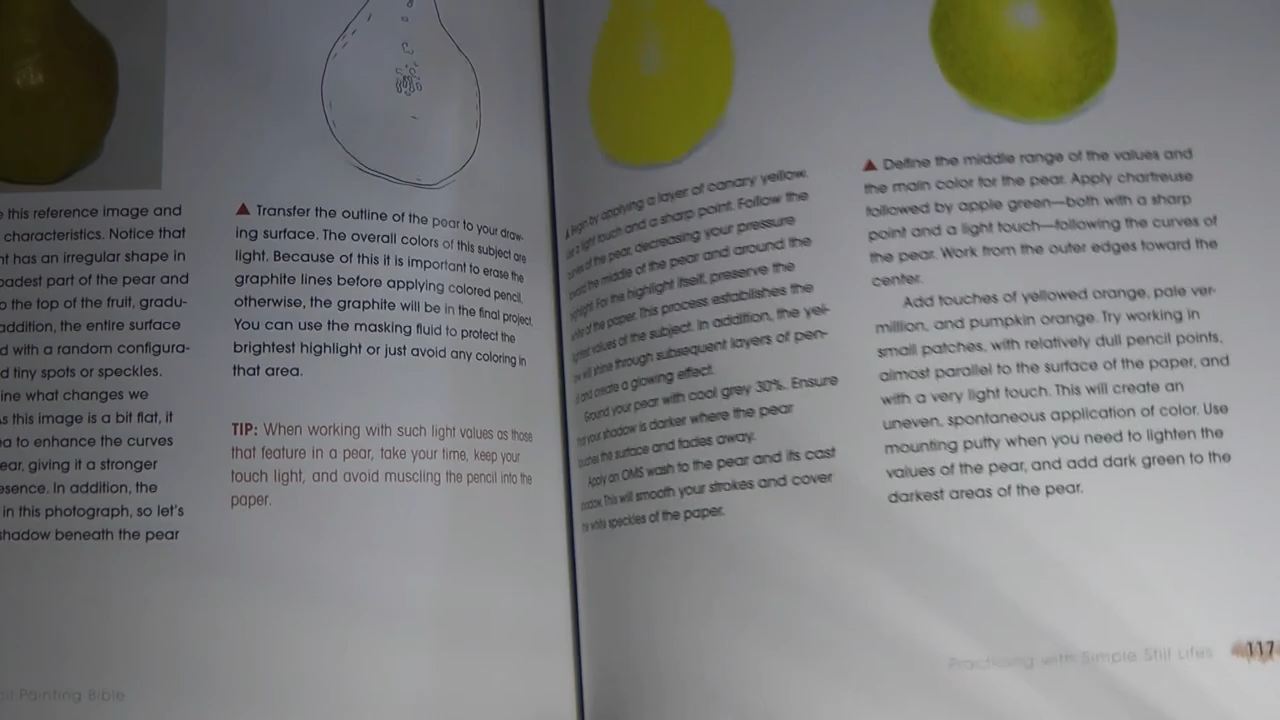 this reference image and
characteristics. Notice that
has an irregular shape in
part of the pear and
the top of the fruit, gradu-
addition, the entire surface
with a random configura-
tiny spots or speckles.
what changes we
this image is a bit flat, it
to enhance the curves
giving it a stronger
In addition, the
in this photograph, so let's
shadow beneath the pear
▲ Transfer the outline of the pear to your draw-
ing surface. The overall colors of this subject are
light. Because of this it is important to erase the
graphite lines before applying colored pencil,
otherwise, the graphite will be in the final project.
You can use the masking fluid to protect the
brightest highlight or just avoid any coloring in
that area.
TIP: When working with such light values as those
that feature in a pear, take your time, keep your
touch light, and avoid muscling the pencil into the
paper.
Painting Bible
▲ Begin by applying a layer of canary yellow,
a light touch and a sharp point. Follow the
of the pear, decreasing your pressure
the middle of the pear and around the
For the highlight itself, preserve the
of the paper. This process establishes the
values of the subject. In addition, the yel-
will shine through subsequent layers of pen-
and create a glowing effect.
Ground your pear with cool grey 30%. Ensure
your shadow is darker where the pear
the surface and fades away.
Apply an OMS wash to the pear and its cast
This will smooth your strokes and cover
speckles of the paper.
▲ Define the middle range of the values and
the main color for the pear. Apply chartreuse
followed by apple green—both with a sharp
point and a light touch—following the curves of
the pear. Work from the outer edges toward the
center.
Add touches of yellowed orange, pale ver-
million, and pumpkin orange. Try working in
small patches, with relatively dull pencil points,
almost parallel to the surface of the paper, and
with a very light touch. This will create an
uneven, spontaneous application of color. Use
mounting putty when you need to lighten the
values of the pear, and add dark green to the
darkest areas of the pear.
Practicing with Simple Still Lifes 117